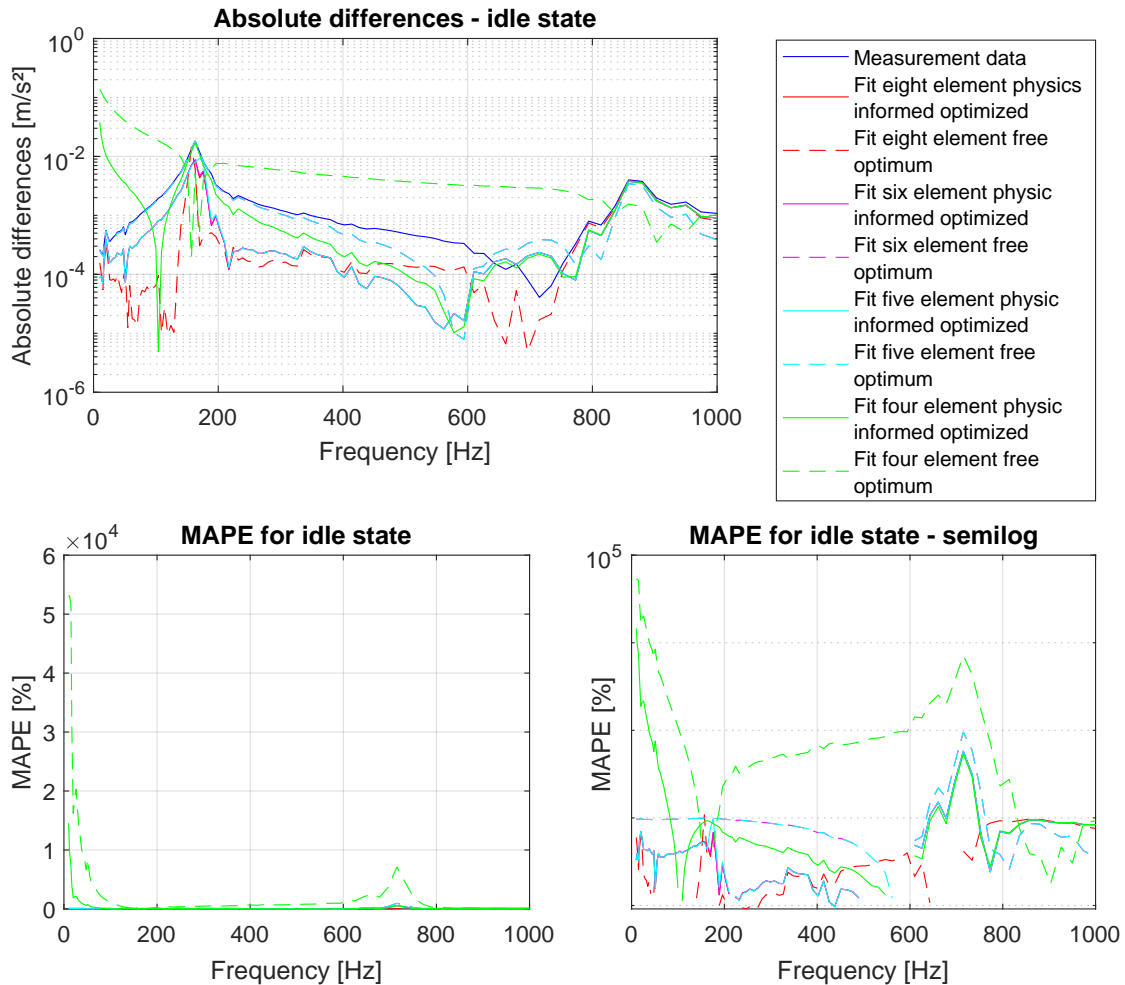 Absolute differences - idle state
10^0
10^-2
10^-4
10^-6
Absolute differences [m/s²]
0
200
400
600
800
1000
Frequency [Hz]
Measurement data
Fit eight element physics
informed optimized
Fit eight element free
optimum
Fit six element physic
informed optimized
Fit six element free
optimum
Fit five element physic
informed optimized
Fit five element free
optimum
Fit four element physic
informed optimized
Fit four element free
optimum
MAPE for idle state
×10^4
6
5
4
3
2
1
0
MAPE [%]
0
200
400
600
800
1000
Frequency [Hz]
MAPE for idle state - semilog
10^5
MAPE [%]
0
200
400
600
800
1000
Frequency [Hz]